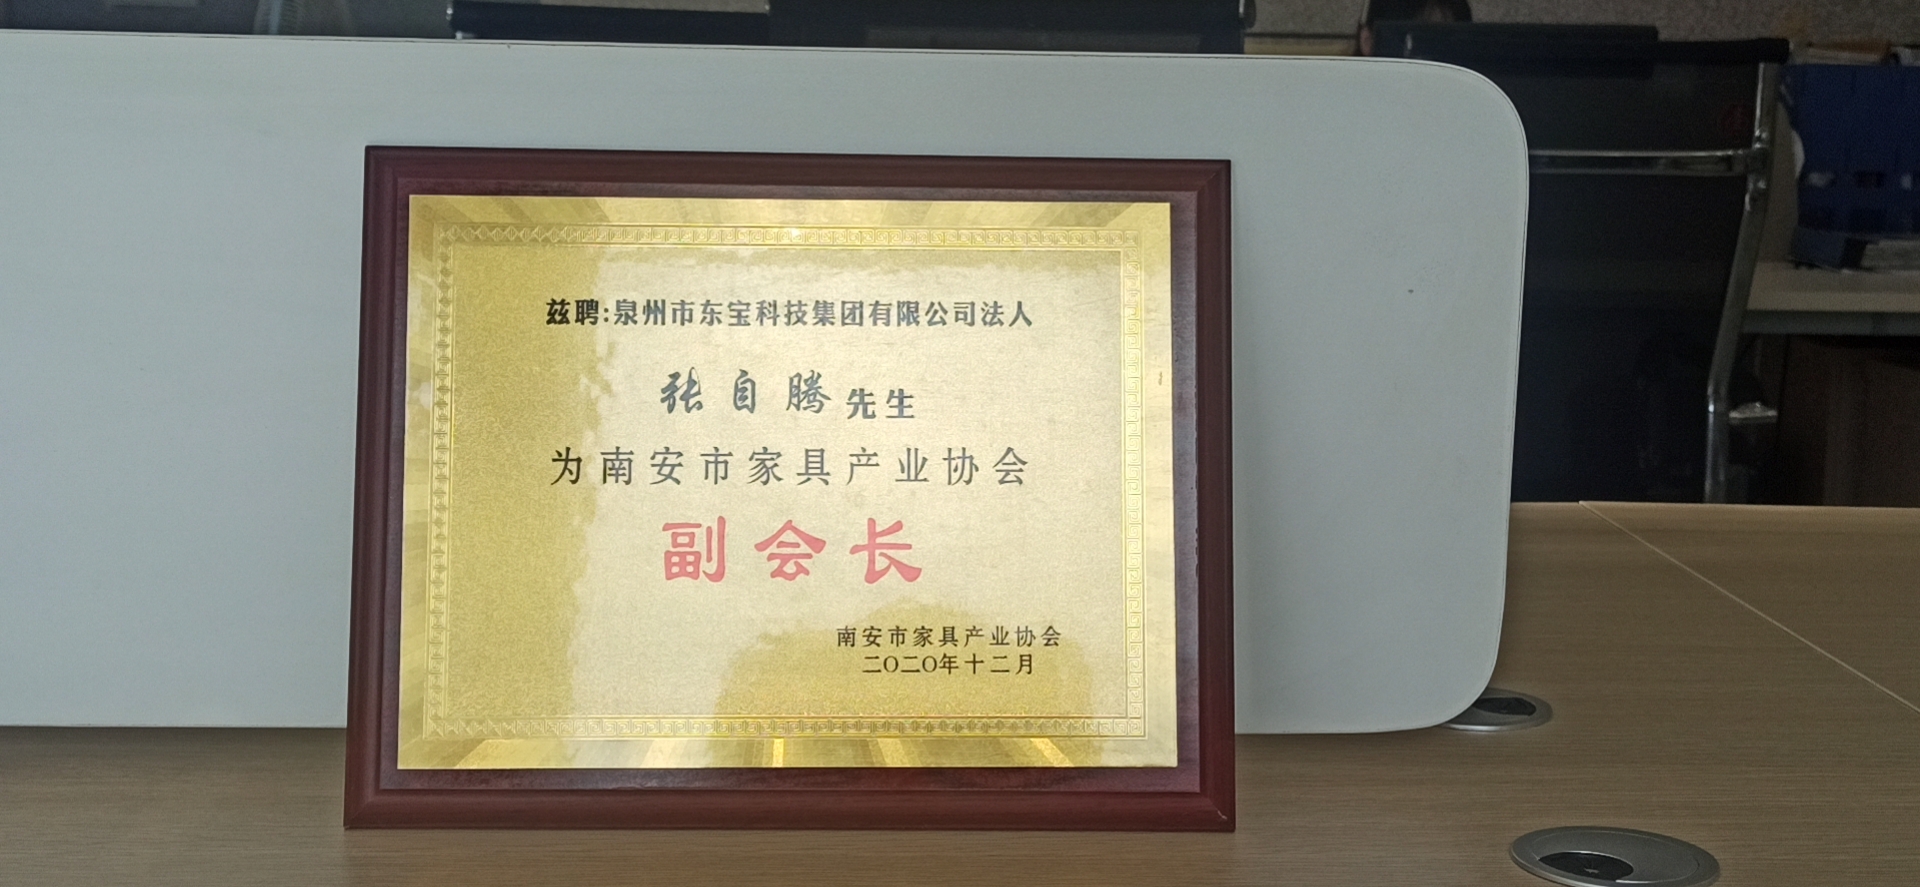 兹聘:泉州市东宝科技集团有限公司法人
张自腾先生
为南安市家具产业协会
副会长
南安市家具产业协会
二〇二〇年十二月